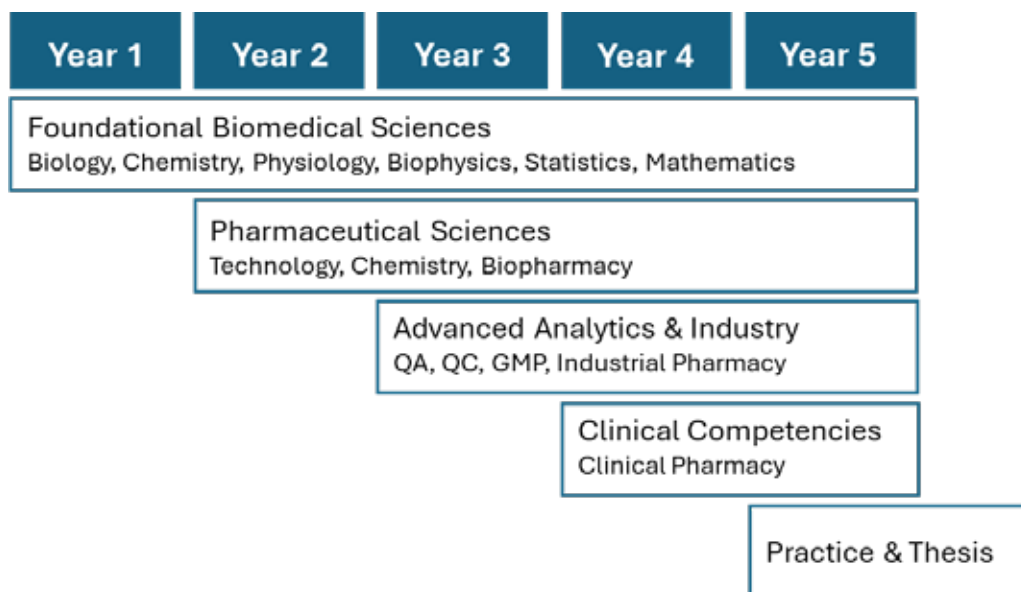 Year 1 Year 2 Year 3 Year 4 Year 5
Foundational Biomedical Sciences
Biology, Chemistry, Physiology, Biophysics, Statistics, Mathematics
Pharmaceutical Sciences
Technology, Chemistry, Biopharmacy
Advanced Analytics & Industry
QA, QC, GMP, Industrial Pharmacy
Clinical Competencies
Clinical Pharmacy
Practice & Thesis